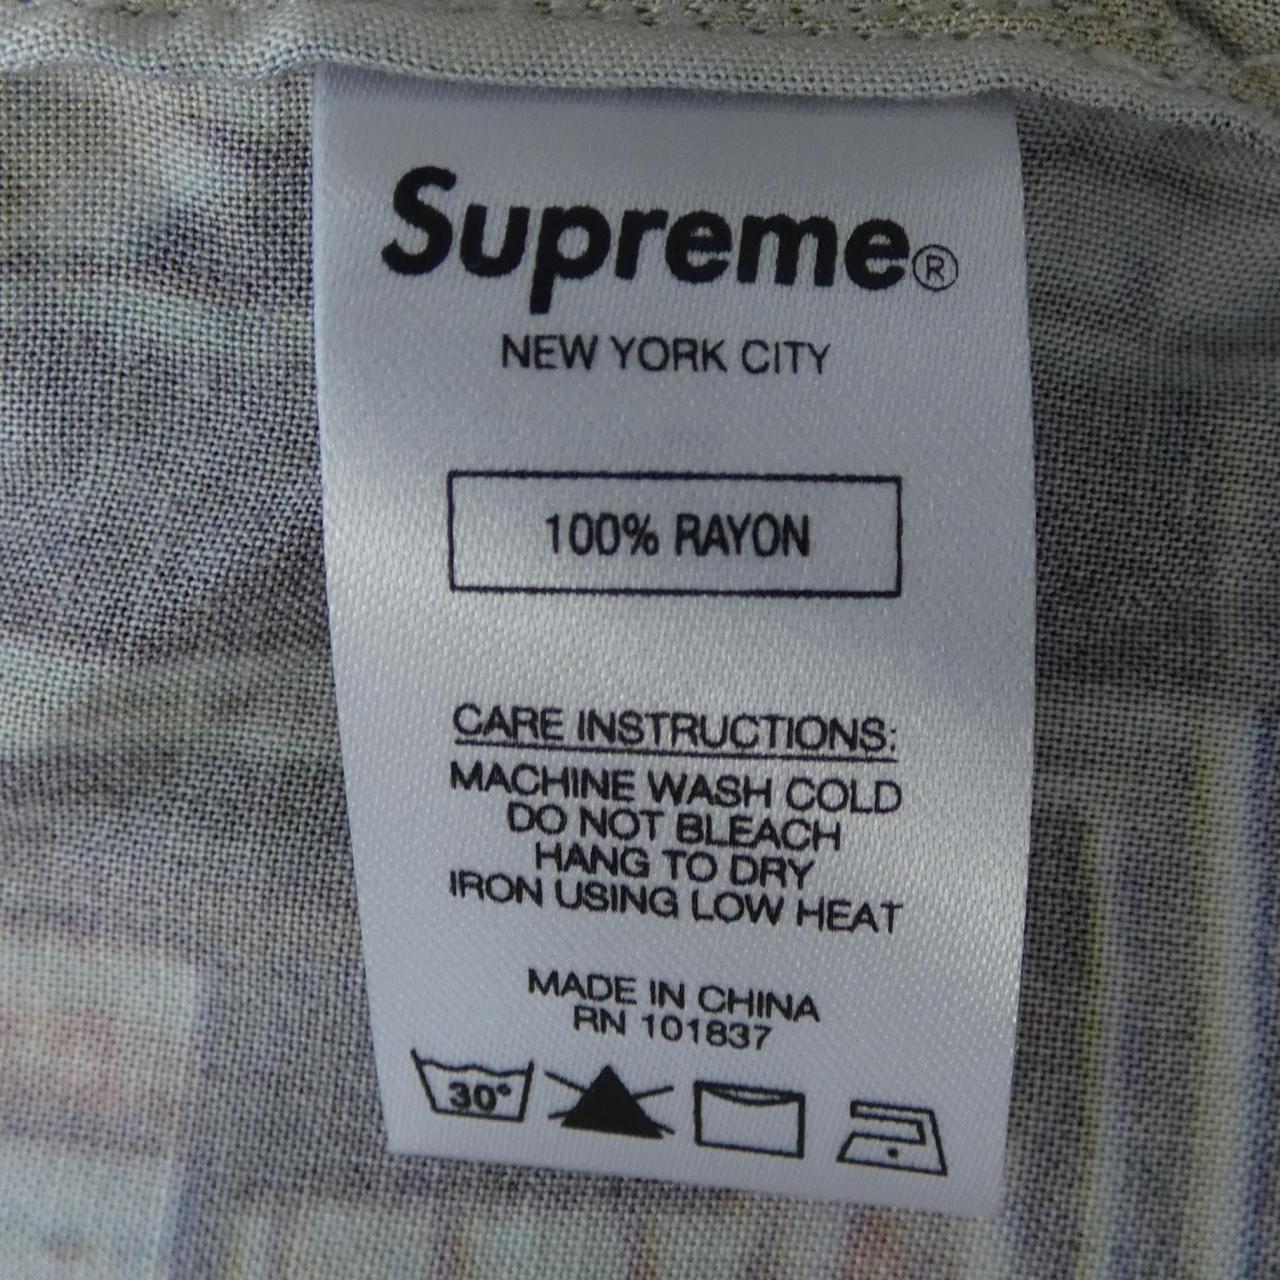 Supreme®
NEW YORK CITY
100% RAYON
CARE INSTRUCTIONS:
MACHINE WASH COLD
DO NOT BLEACH
HANG TO DRY
IRON USING LOW HEAT
MADE IN CHINA
RN 101837
30°